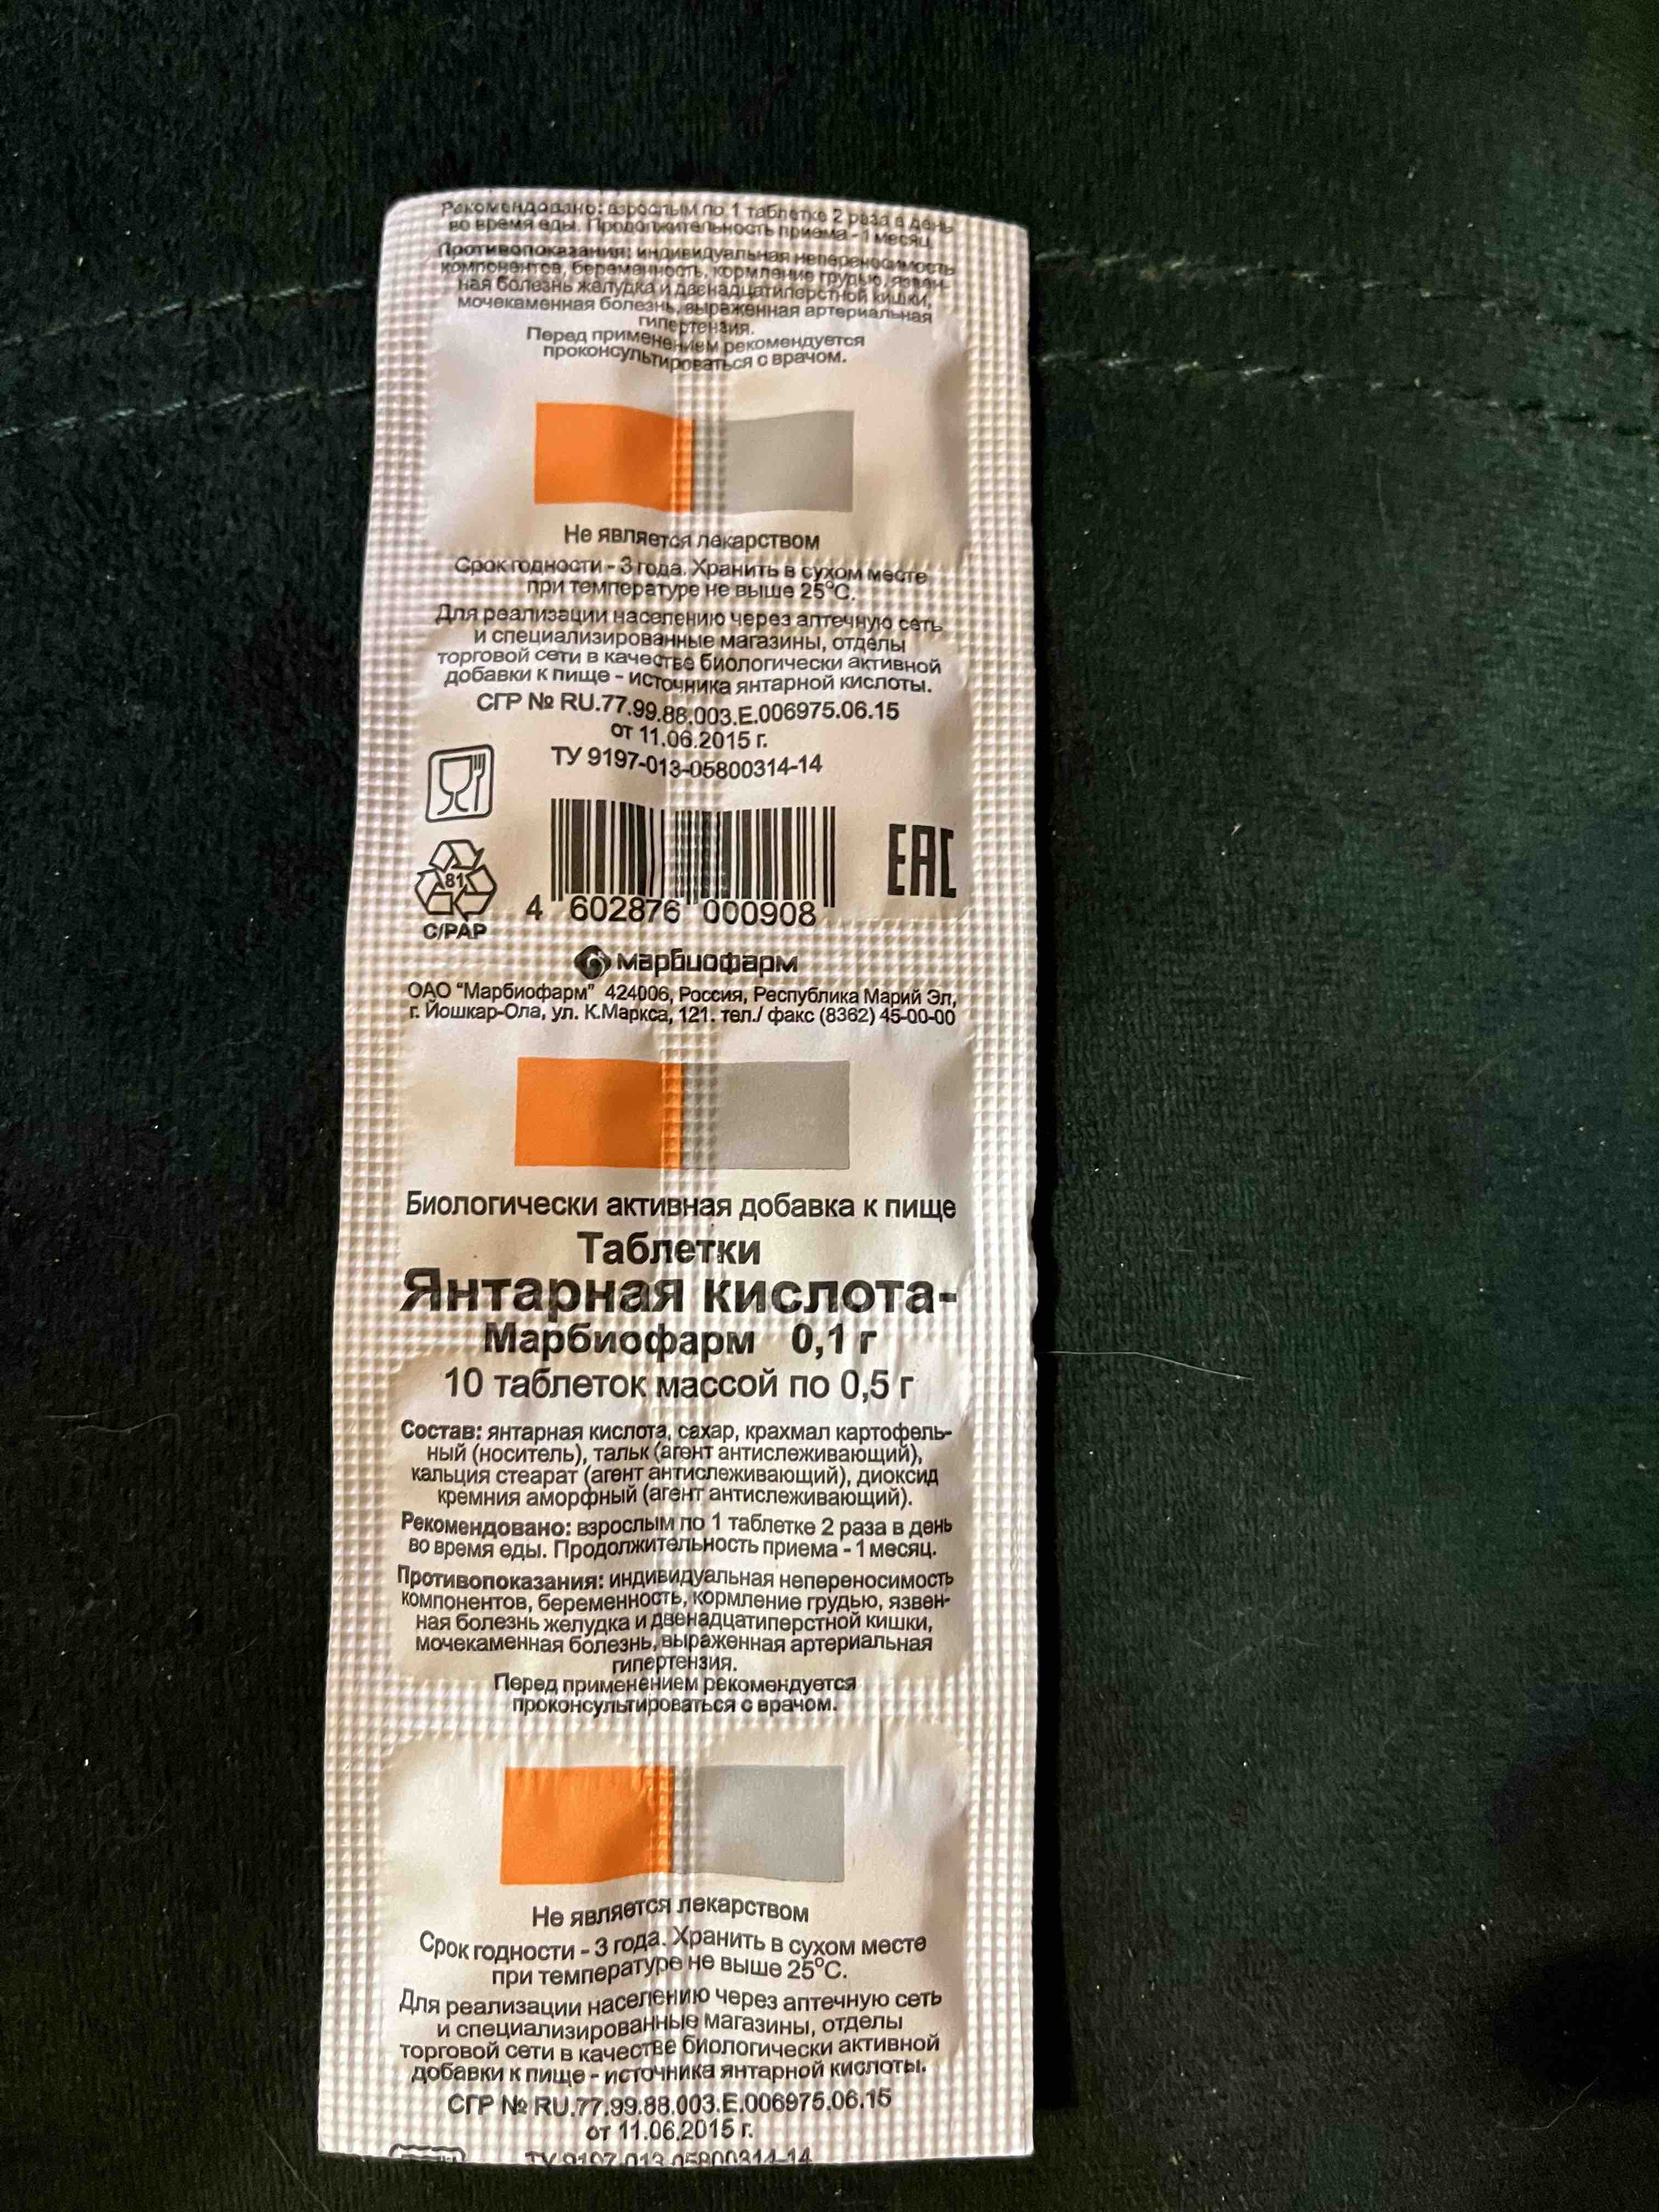 Рекомендовано: взрослым по 1 таблетке 2 раза в день
во время еды. Продолжительность приема - 1 месяц.
Противопоказания: индивидуальная непереносимость
компонентов, беременность, кормление грудью, язвен-
ная болезнь желудка и двенадцатиперстной кишки,
мочекаменная болезнь, выраженная артериальная
гипертензия.
Перед применением рекомендуется
проконсультироваться с врачом.
Не является лекарством
Срок годности - 3 года. Хранить в сухом месте
при температуре не выше 25°С.
Для реализации населению через аптечную сеть
и специализированные магазины, отделы
торговой сети в качестве биологически активной
добавки к пище – источника янтарной кислоты.
СГР № RU.77.99.88.003.Е.006975.06.15
от 11.06.2015 г.
ТУ 9197-013-05800314-14
81
C/PAP
4 602876 000908
EAC
марбиофарм
ОАО "Марбиофарм" 424006, Россия, Республика Марий Эл,
г. Йошкар-Ола, ул. К.Маркса, 121. тел./ факс (8362) 45-00-00
Биологически активная добавка к пище
Таблетки
Янтарная кислота-
Марбиофарм 0,1 г
10 таблеток массой по 0,5 г
Состав: янтарная кислота, сахар, крахмал картофель-
ный (носитель), тальк (агент антислеживающий),
кальция стеарат (агент антислеживающий), диоксид
кремния аморфный (агент антислеживающий).
Рекомендовано: взрослым по 1 таблетке 2 раза в день
во время еды. Продолжительность приема - 1 месяц.
Противопоказания: индивидуальная непереносимость
компонентов, беременность, кормление грудью, язвен-
ная болезнь желудка и двенадцатиперстной кишки,
мочекаменная болезнь, выраженная артериальная
гипертензия.
Перед применением рекомендуется
проконсультироваться с врачом.
Не является лекарством
Срок годности - 3 года. Хранить в сухом месте
при температуре не выше 25°С.
Для реализации населению через аптечную сеть
и специализированные магазины, отделы
торговой сети в качестве биологически активной
добавки к пище – источника янтарной кислоты.
СГР № RU.77.99.88.003.Е.006975.06.15
от 11.06.2015 г.
ТУ 9197-013-05800314-14